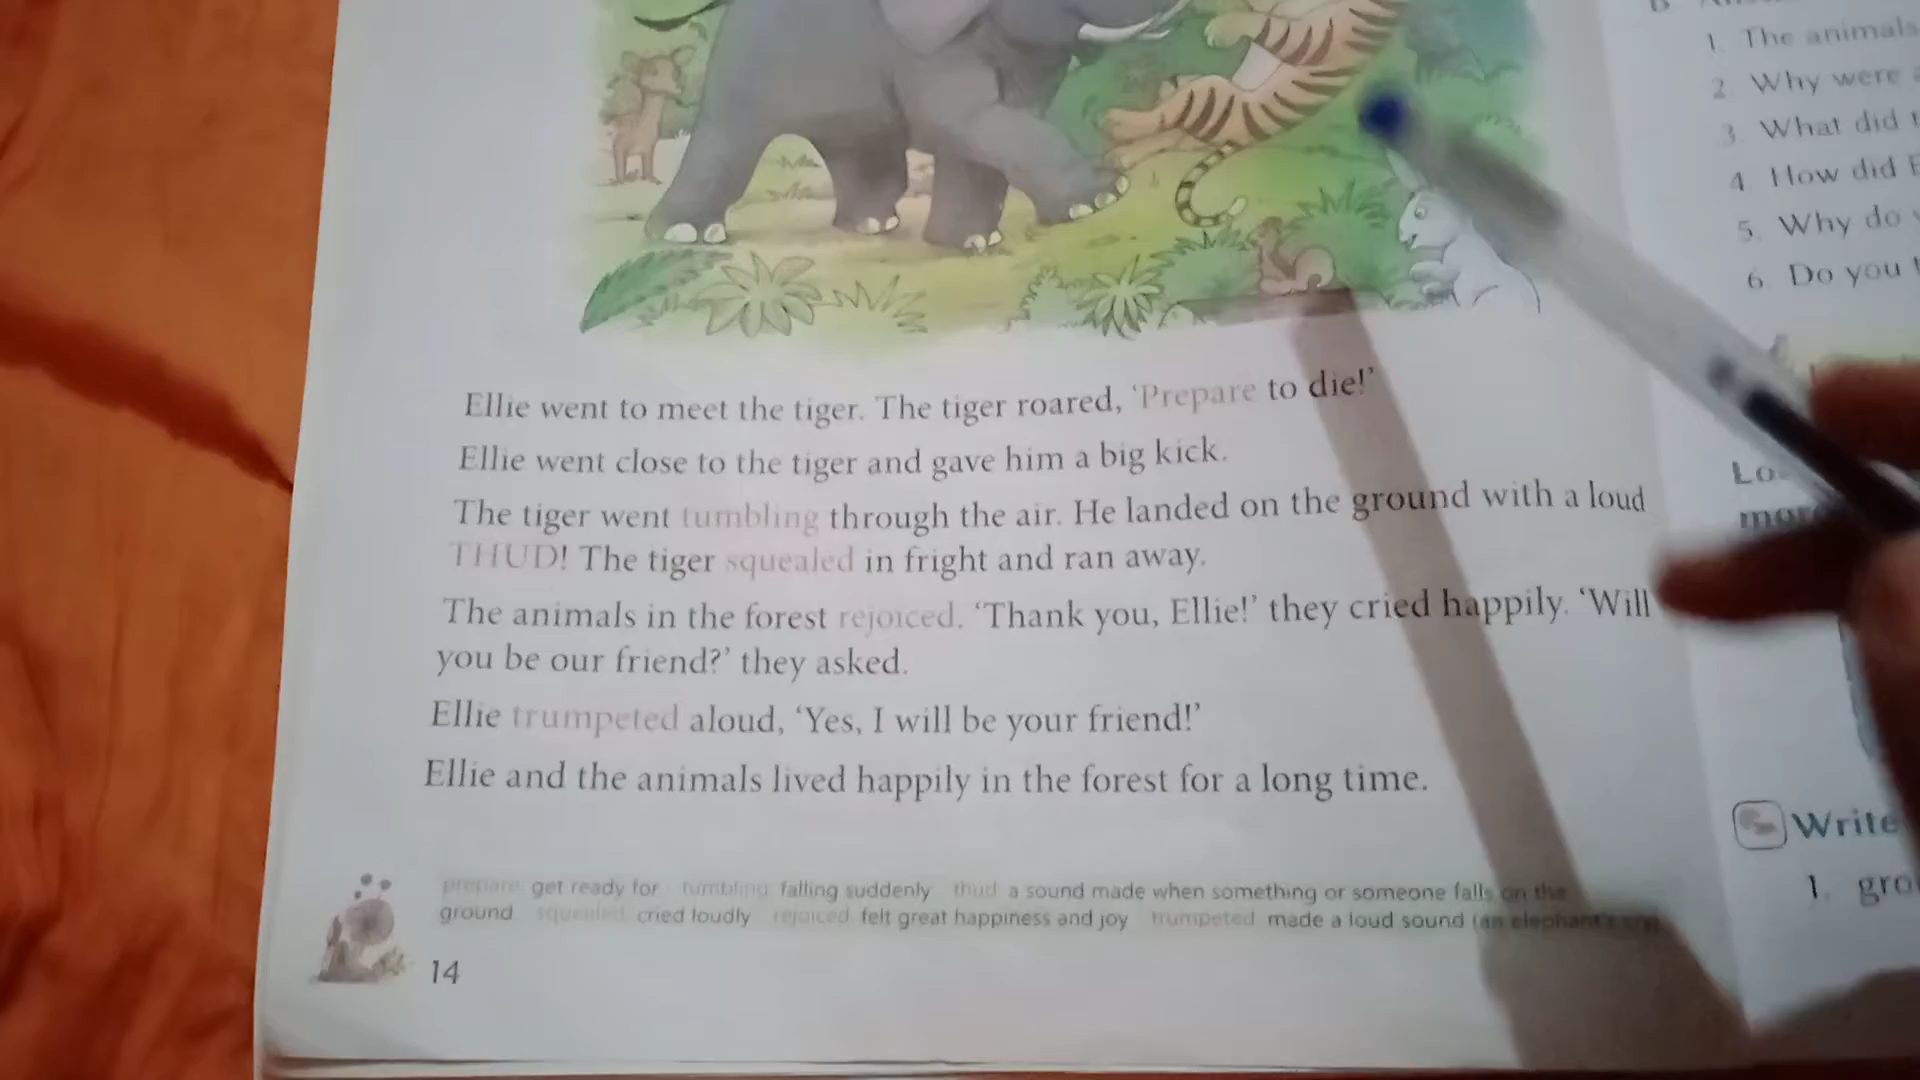 Ellie went to meet the tiger. The tiger roared, 'Prepare to die!'
Ellie went close to the tiger and gave him a big kick.
The tiger went tumbling through the air. He landed on the ground with a loud
THUD! The tiger squealed in fright and ran away.
The animals in the forest rejoiced. 'Thank you, Ellie!' they cried happily. 'Will
you be our friend?' they asked.
Ellie trumpeted aloud, 'Yes, I will be your friend!'
Ellie and the animals lived happily in the forest for a long time.
prepare get ready for tumbling falling suddenly thud a sound made when something or someone falls on the
ground squealed cried loudly rejoiced felt great happiness and joy trumpeted made a loud sound (an elephant's cry)
14
1. The animals
2. Why were
3. What did
4. How did
5. Why do
6. Do you
Write
1.